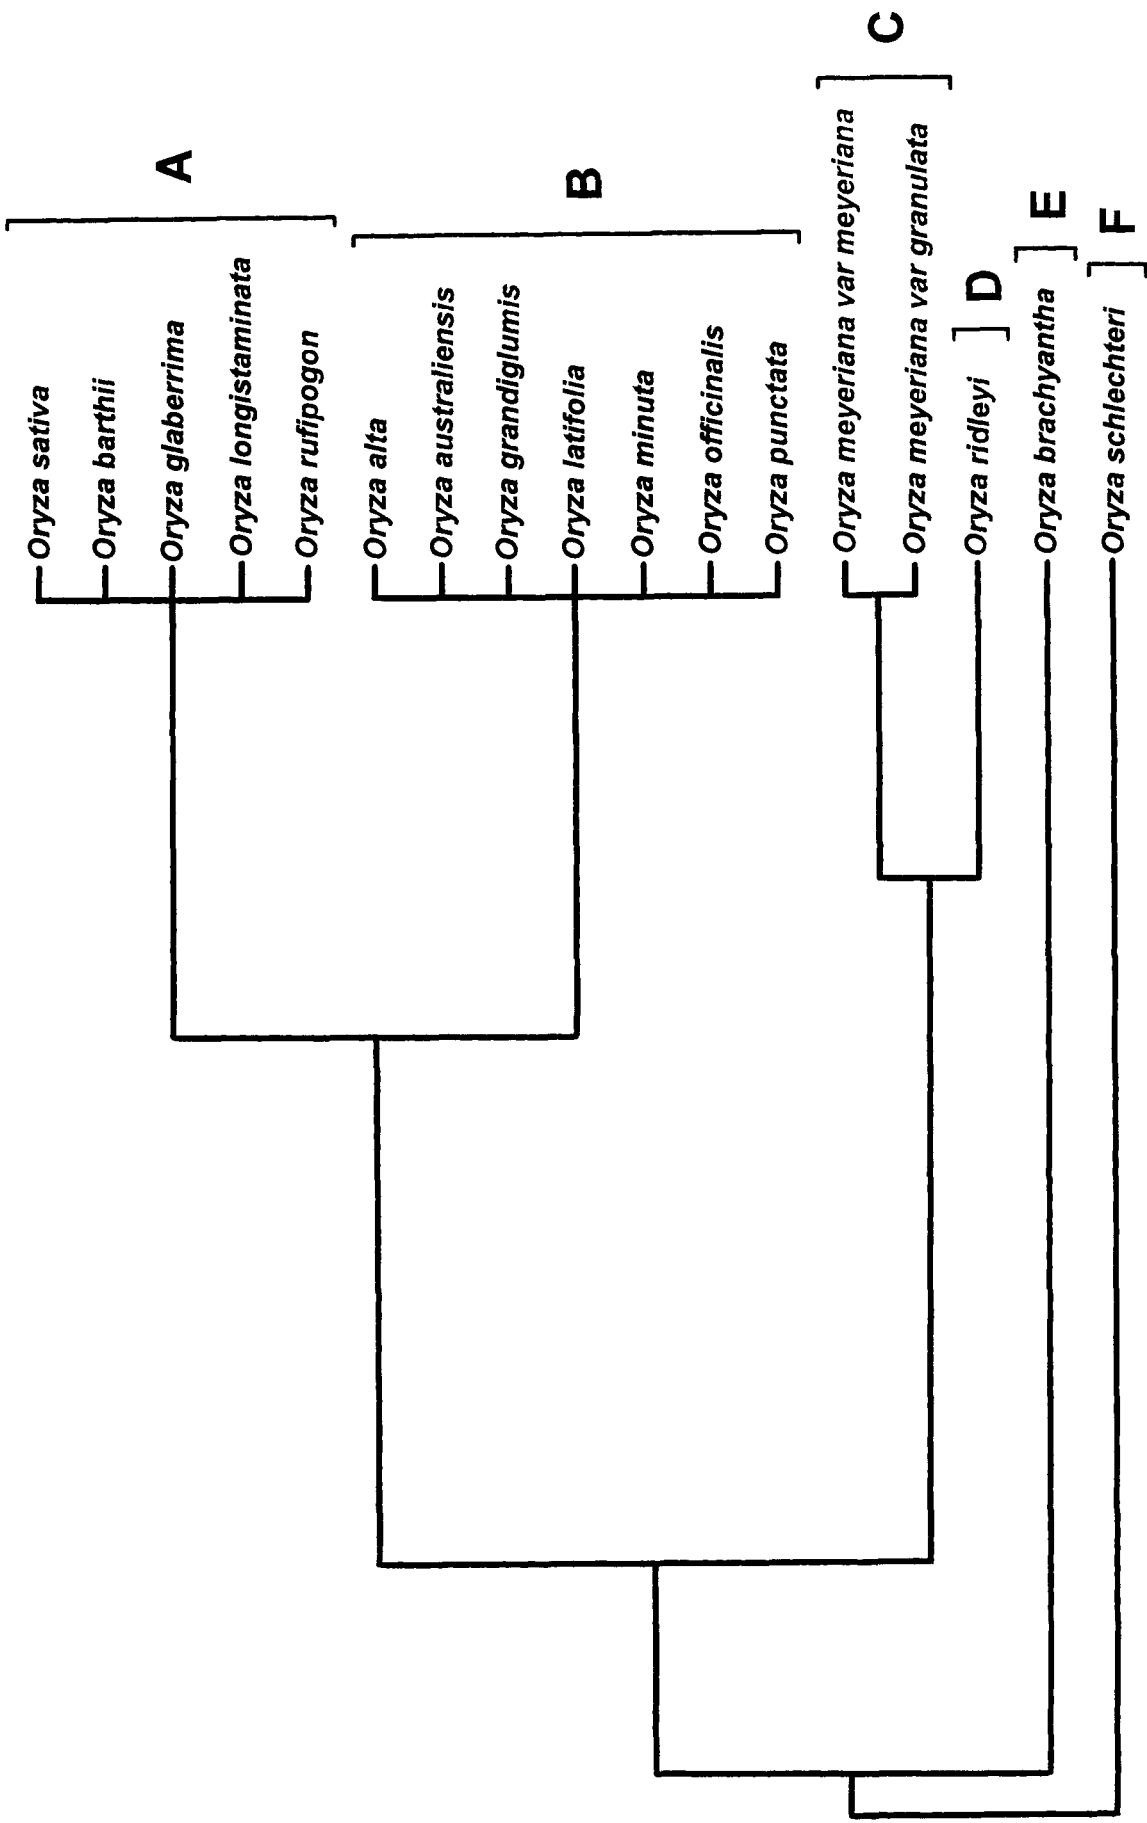 Oryza sativa
Oryza barthii
Oryza glaberrima
Oryza longistaminata
Oryza rufipogon
A
Oryza alta
Oryza australiensis
Oryza grandiglumis
Oryza latifolia
Oryza minuta
Oryza officinalis
Oryza punctata
B
Oryza meyeriana var meyeriana
Oryza meyeriana var granulata
C
Oryza ridleyi
D
Oryza brachyantha
E
Oryza schlechteri
F